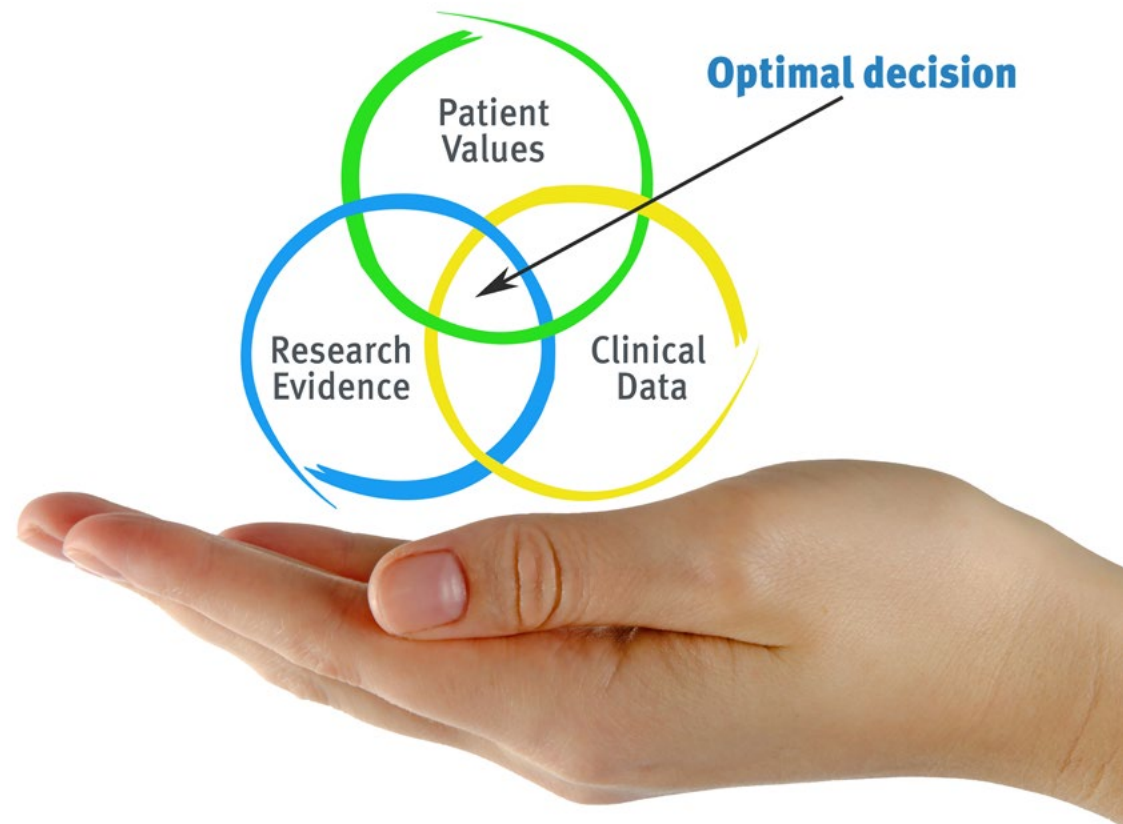 Optimal decision
Patient
Values
Research
Evidence
Clinical
Data